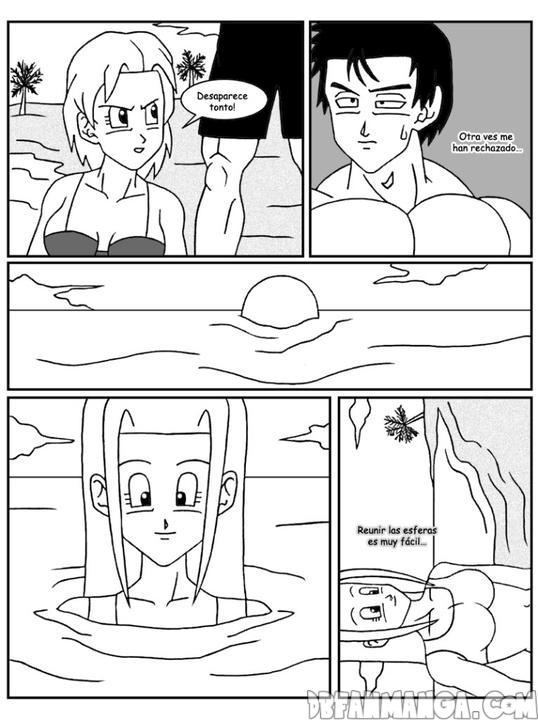 Desaparece
tonto!
Otra ves me
han rechazado...
Reunir las esferas
es muy fácil...
DBFANMANGA.COM